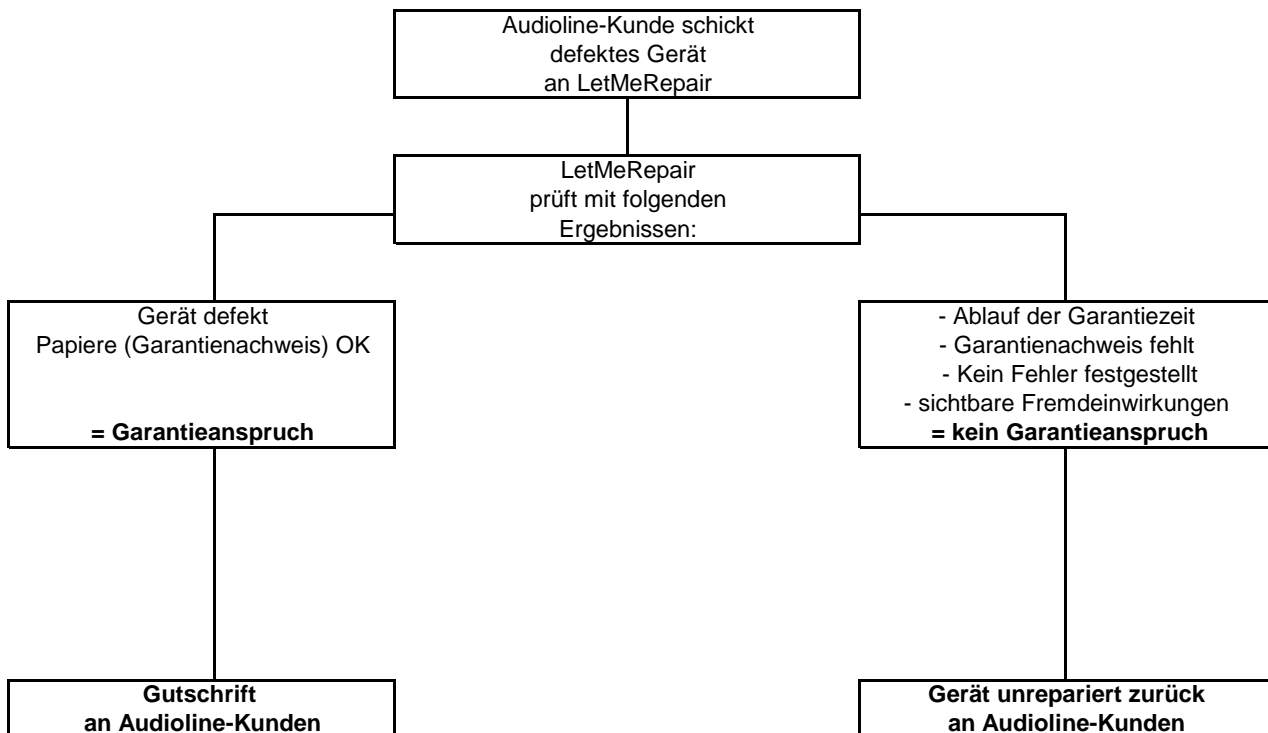 Audioline-Kunde schickt
defektes Gerät
an LetMeRepair
LetMeRepair
prüft mit folgenden
Ergebnissen:
Gerät defekt
Papiere (Garantienachweis) OK
= Garantieanspruch
- Ablauf der Garantiezeit
- Garantienachweis fehlt
- Kein Fehler festgestellt
- sichtbare Fremdeinwirkungen
= kein Garantieanspruch
Gutschrift
an Audioline-Kunden
Gerät unrepariert zurück
an Audioline-Kunden